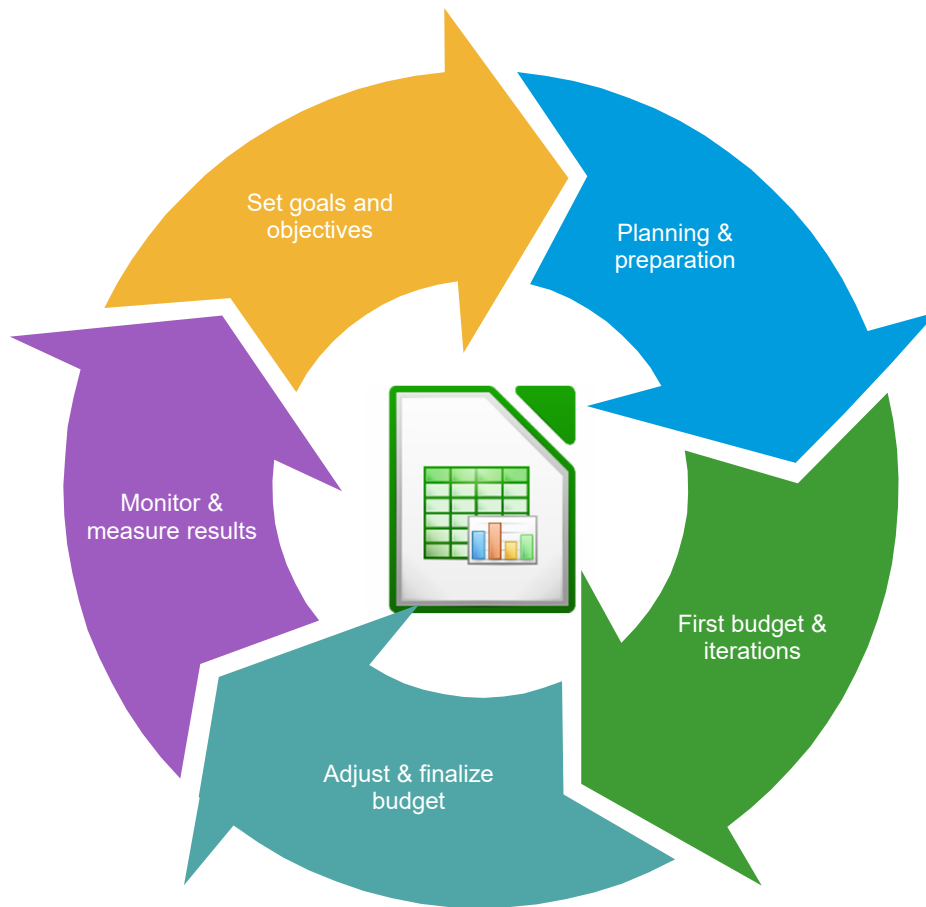 Set goals and
objectives
Planning &
preparation
First budget &
iterations
Adjust & finalize
budget
Monitor &
measure results